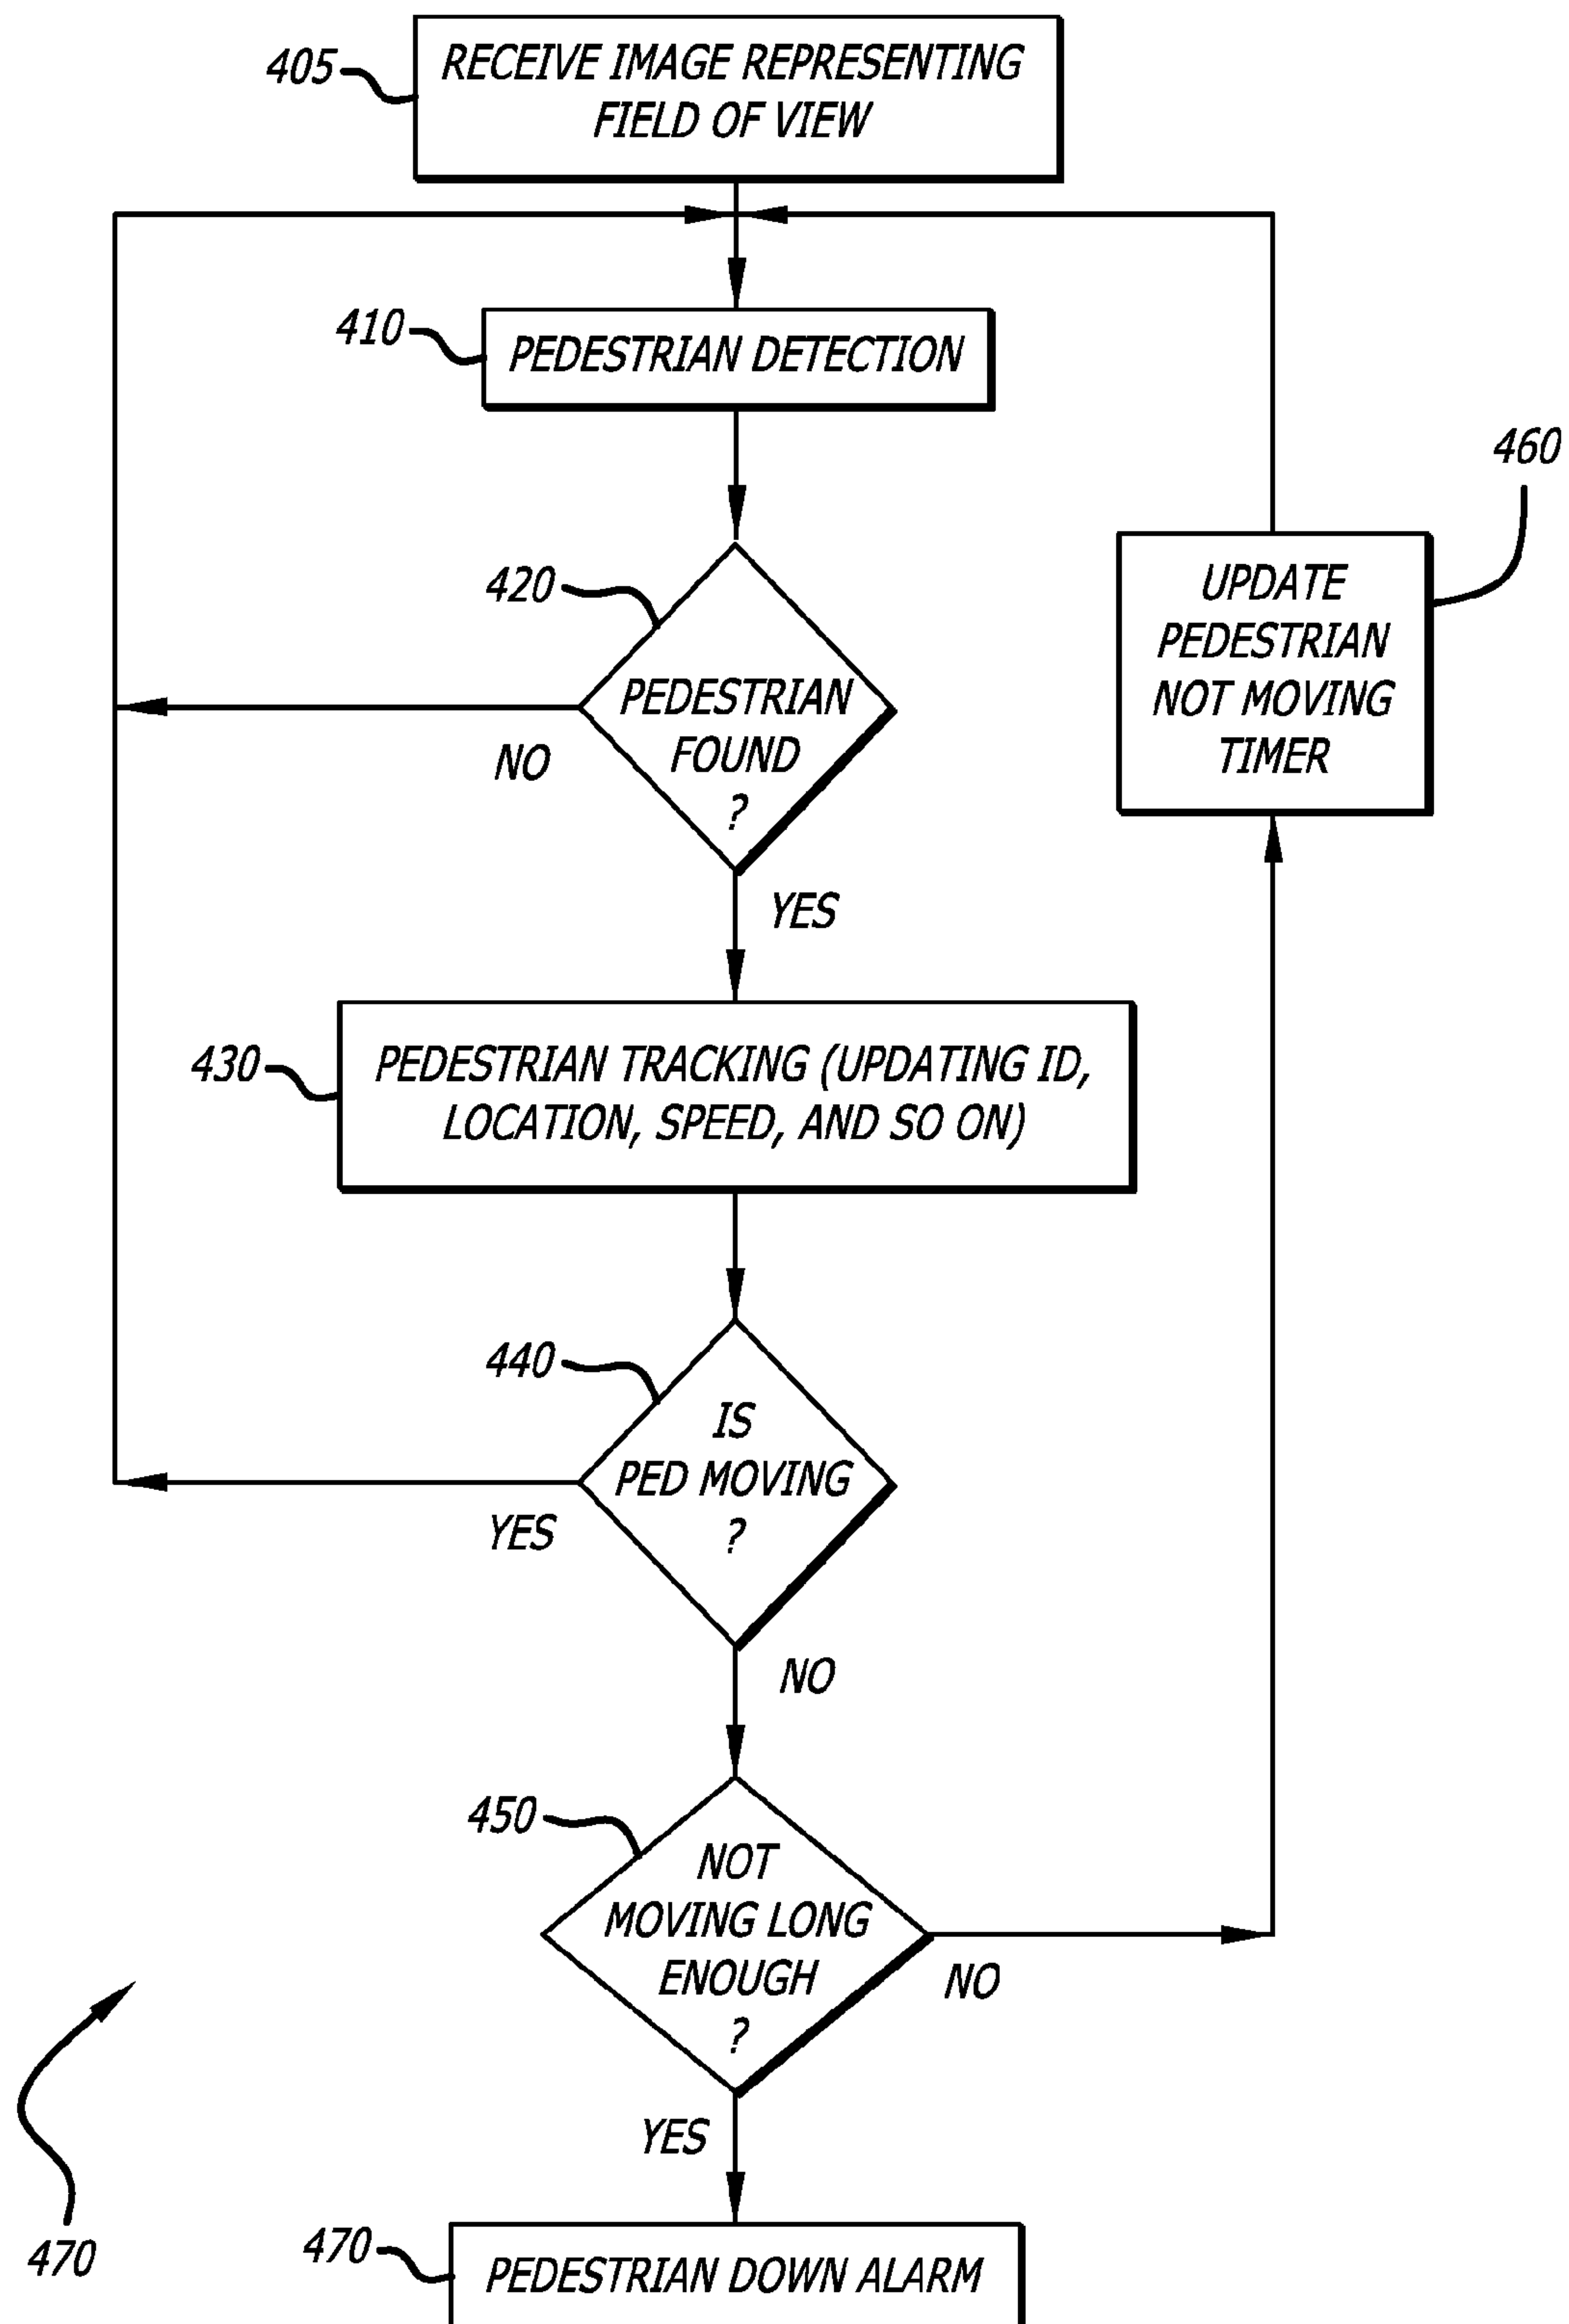 405
RECEIVE IMAGE REPRESENTING
FIELD OF VIEW
410
PEDESTRIAN DETECTION
460
UPDATE
PEDESTRIAN
NOT MOVING
TIMER
420
PEDESTRIAN
FOUND
?
NO
YES
430
PEDESTRIAN TRACKING (UPDATING ID,
LOCATION, SPEED, AND SO ON)
440
IS
PED MOVING
?
YES
NO
450
NOT
MOVING LONG
ENOUGH
?
NO
YES
470
470
PEDESTRIAN DOWN ALARM